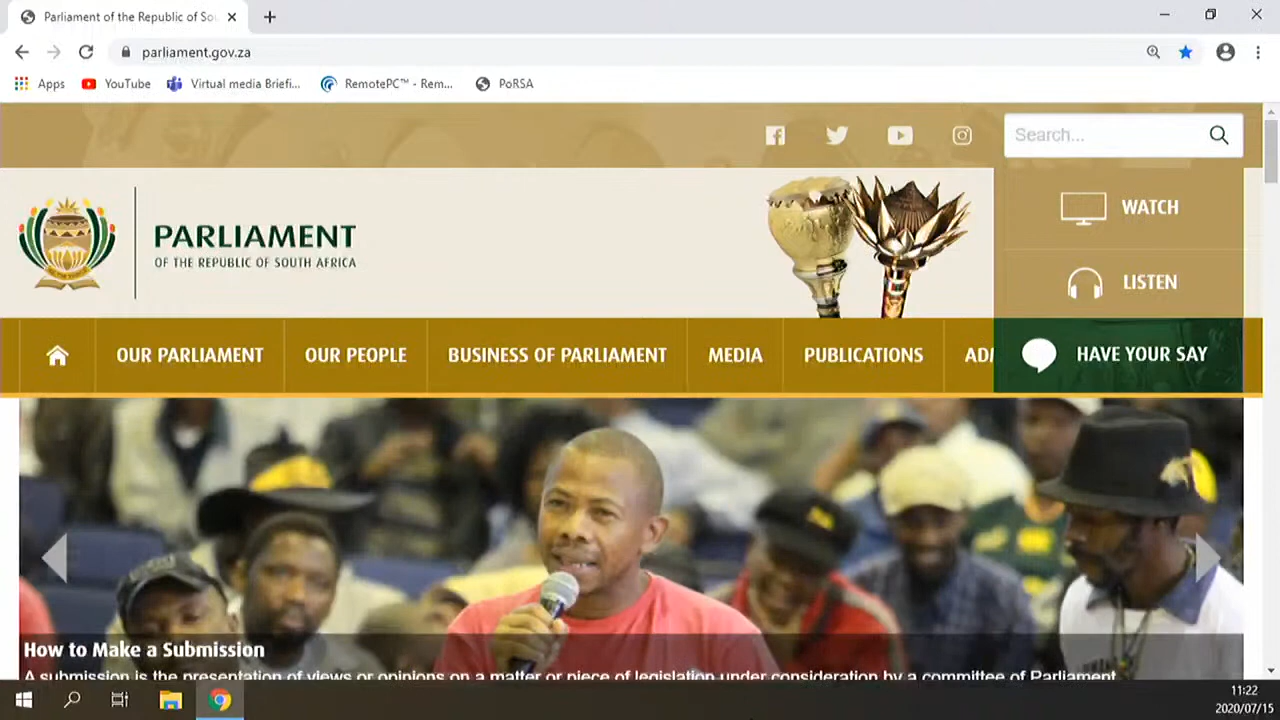 Parliament of the Republic of Sou
parliament.gov.za
Apps
YouTube
Virtual media Briefi...
RemotePC™ - Rem...
PoRSA
Search...
WATCH
PARLIAMENT
OF THE REPUBLIC OF SOUTH AFRICA
LISTEN
OUR PARLIAMENT
OUR PEOPLE
BUSINESS OF PARLIAMENT
MEDIA
PUBLICATIONS
ADM
HAVE YOUR SAY
How to Make a Submission
A submission is the presentation of views or opinions on a matter or piece of legislation under consideration by a committee of Parliament
11:22
2020/07/15